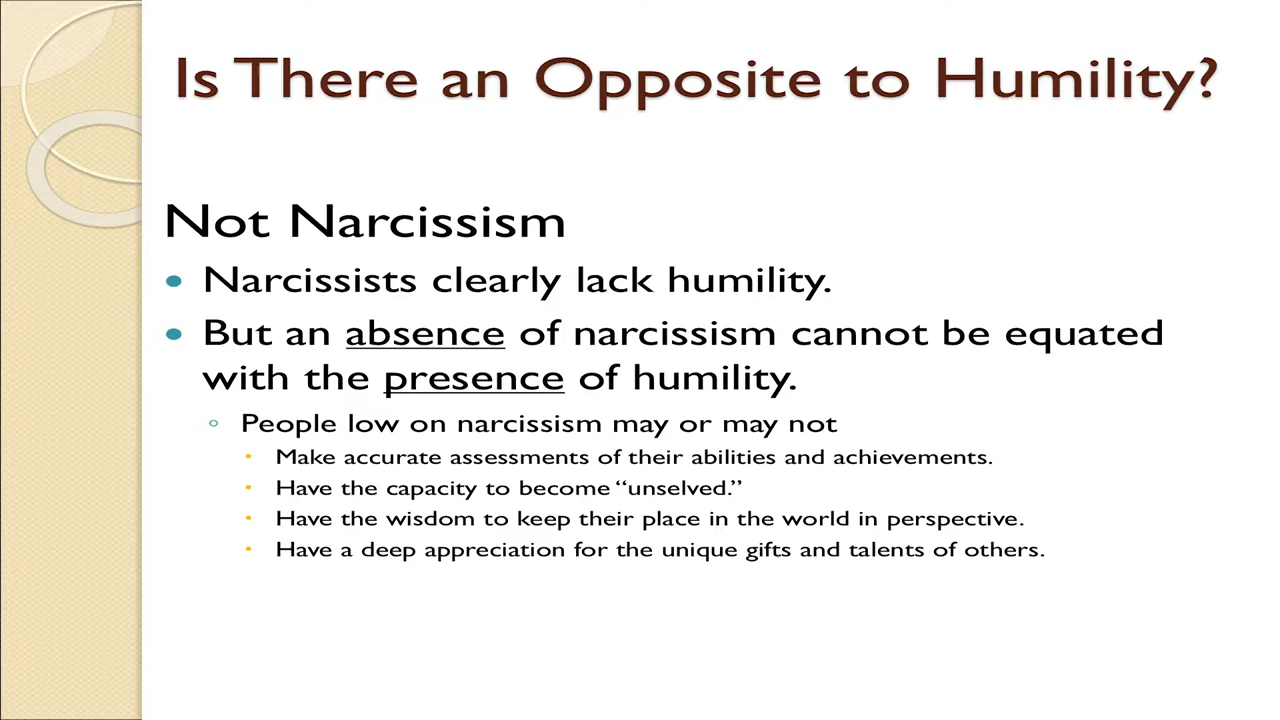 Is There an Opposite to Humility?
Not Narcissism
• Narcissists clearly lack humility.
• But an absence of narcissism cannot be equated
with the presence of humility.
◦ People low on narcissism may or may not
• Make accurate assessments of their abilities and achievements.
• Have the capacity to become “unselved.”
• Have the wisdom to keep their place in the world in perspective.
• Have a deep appreciation for the unique gifts and talents of others.